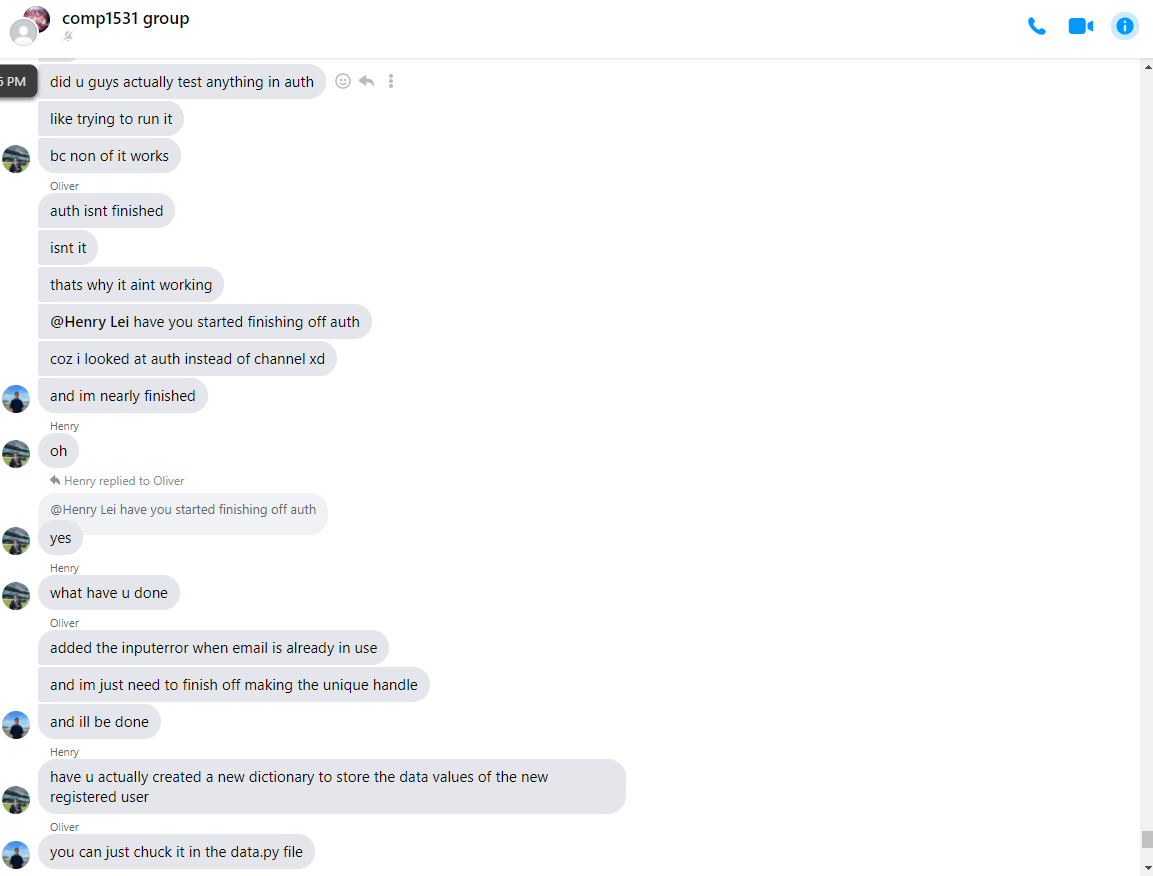 comp1531 group
5 PM
did u guys actually test anything in auth
like trying to run it
bc non of it works
Oliver
auth isnt finished
isnt it
thats why it aint working
@Henry Lei have you started finishing off auth
coz i looked at auth instead of channel xd
and im nearly finished
Henry
oh
Henry replied to Oliver
@Henry Lei have you started finishing off auth
yes
Henry
what have u done
Oliver
added the inputerror when email is already in use
and im just need to finish off making the unique handle
and ill be done
Henry
have u actually created a new dictionary to store the data values of the new
registered user
Oliver
you can just chuck it in the data.py file